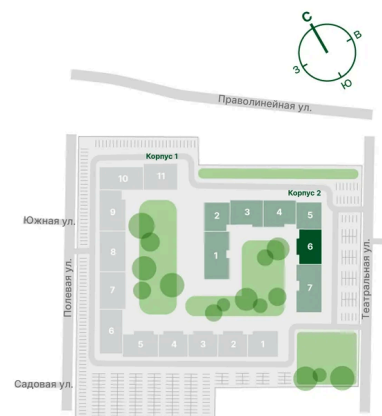 С
В
З
Ю
Праволинейная ул.
Корпус 1
10
11
Корпус 2
9
2
3
4
5
Южная ул.
8
1
6
Полевая ул.
Театральная ул.
7
7
6
5
4
3
2
1
Садовая ул.